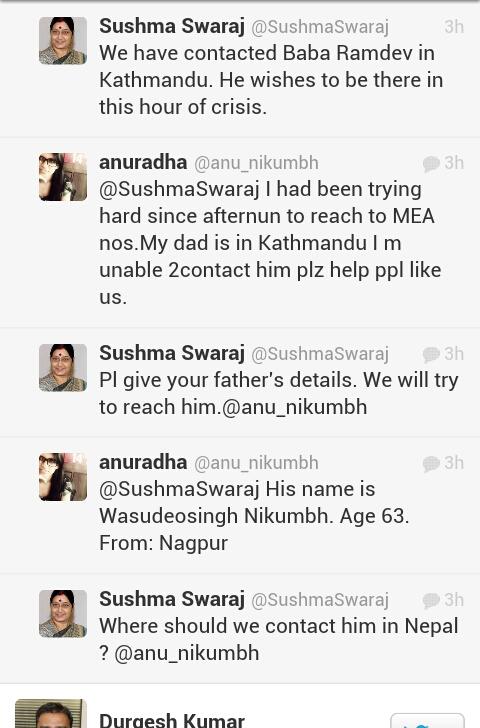 Sushma Swaraj @SushmaSwaraj 3h
We have contacted Baba Ramdev in
Kathmandu. He wishes to be there in
this hour of crisis.
anuradha @anu_nikumbh 3h
@SushmaSwaraj I had been trying
hard since afternun to reach to MEA
nos.My dad is in Kathmandu I m
unable 2contact him plz help ppl like
us.
Sushma Swaraj @SushmaSwaraj 3h
Pl give your father's details. We will try
to reach him.@anu_nikumbh
anuradha @anu_nikumbh 3h
@SushmaSwaraj His name is
Wasudeosingh Nikumbh. Age 63.
From: Nagpur
Sushma Swaraj @SushmaSwaraj 3h
Where should we contact him in Nepal
? @anu_nikumbh
Durgesh Kumar